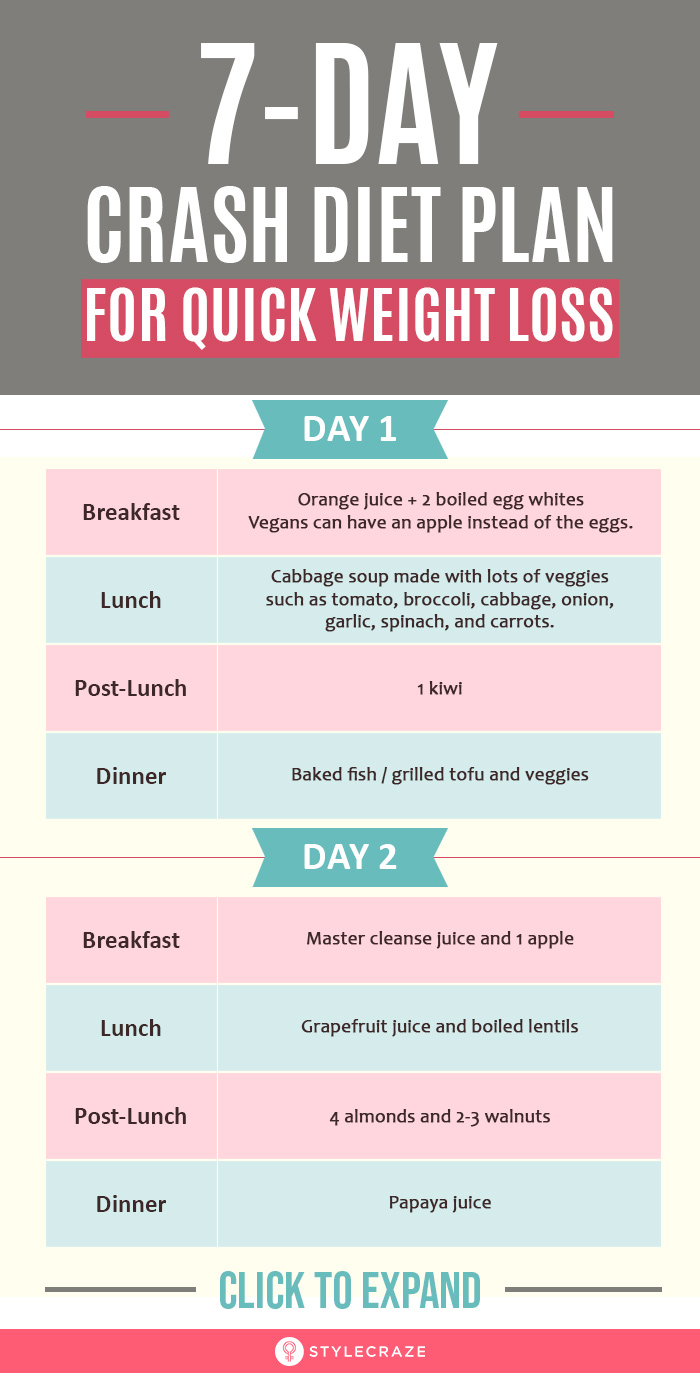 7-DAY
CRASH DIET PLAN
FOR QUICK WEIGHT LOSS
DAY 1
Breakfast
Orange juice + 2 boiled egg whites
Vegans can have an apple instead of the eggs.
Lunch
Cabbage soup made with lots of veggies
such as tomato, broccoli, cabbage, onion,
garlic, spinach, and carrots.
Post-Lunch
1 kiwi
Dinner
Baked fish / grilled tofu and veggies
DAY 2
Breakfast
Master cleanse juice and 1 apple
Lunch
Grapefruit juice and boiled lentils
Post-Lunch
4 almonds and 2-3 walnuts
Dinner
Papaya juice
CLICK TO EXPAND
STYLECRAZE